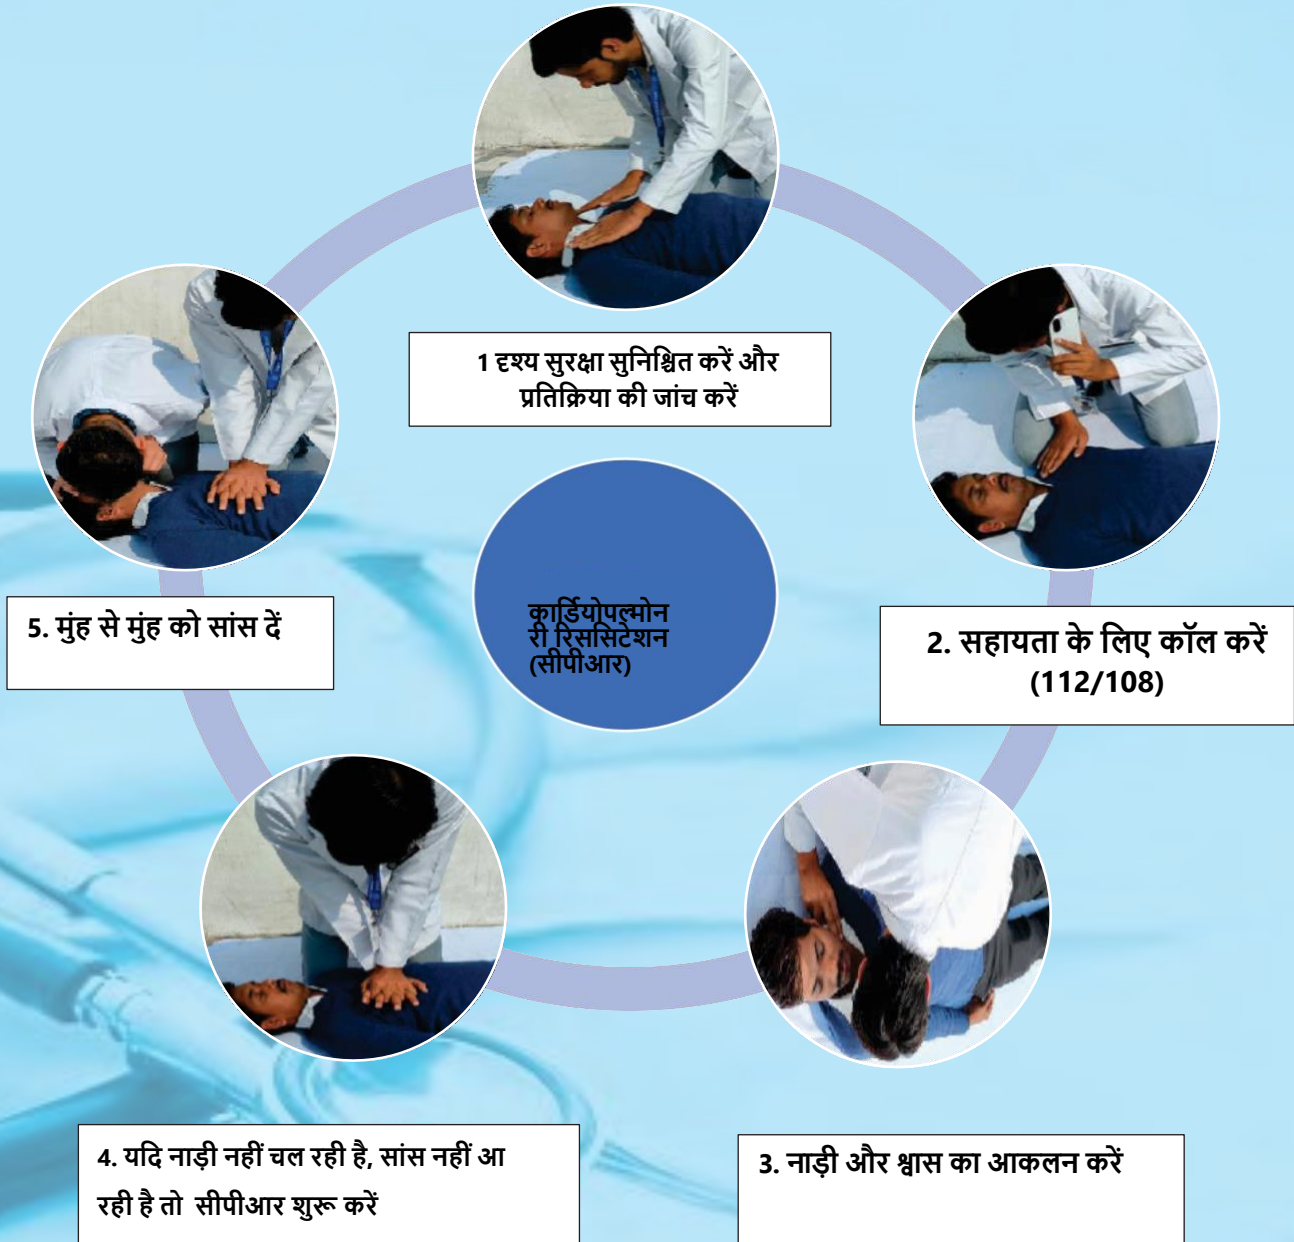 1 दृश्य सुरक्षा सुनिश्चित करें और
प्रतिक्रिया की जांच करें
2. सहायता के लिए कॉल करें
(112/108)
3. नाड़ी और श्वास का आकलन करें
4. यदि नाड़ी नहीं चल रही है, सांस नहीं आ
रही है तो सीपीआर शुरू करें
5. मुंह से मुंह को सांस दें
कार्डियोपल्मोन
री रिससिटेशन
(सीपीआर)